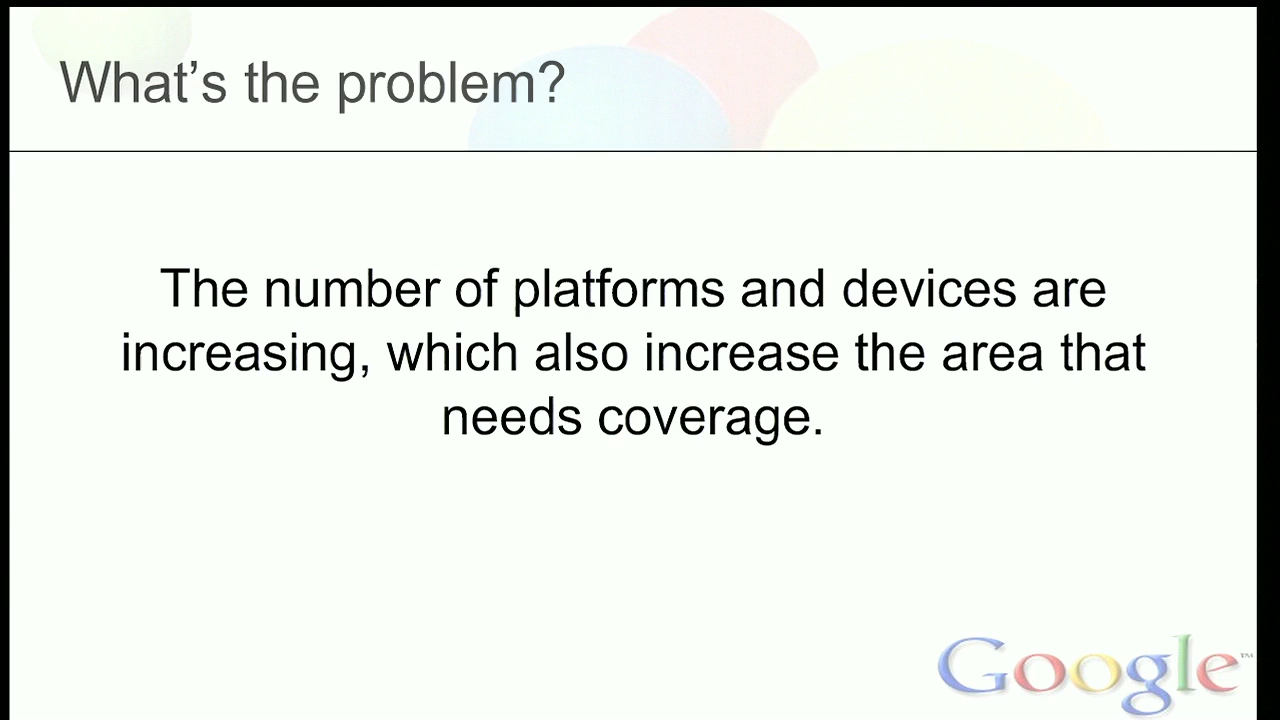 What’s the problem?
The number of platforms and devices are
increasing, which also increase the area that
needs coverage.
Google™